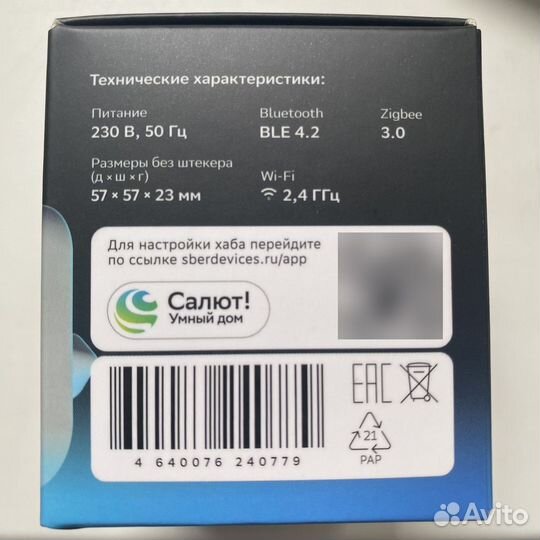 Технические характеристики:
Питание
230 В, 50 Гц
Bluetooth
BLE 4.2
Zigbee
3.0
Размеры без штекера
(д × ш × г)
57 × 57 × 23 мм
Wi-Fi
2,4 ГГц
Для настройки хаба перейдите
по ссылке sberdevices.ru/app
Салют!
Умный дом
4 640076 240779
EAC
21
PAP
Avito